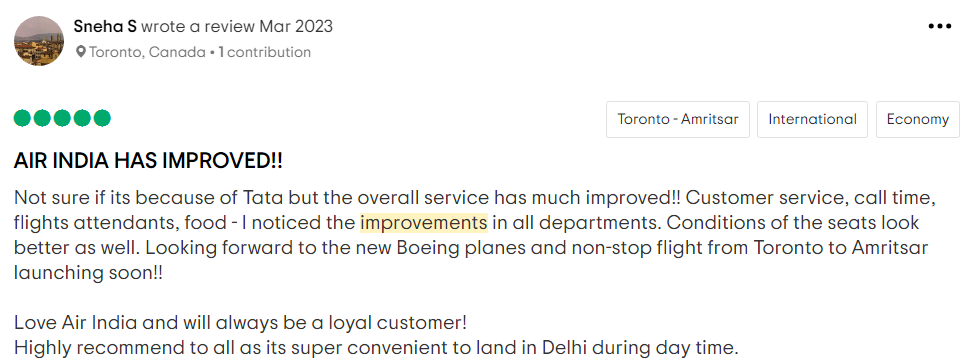 Sneha S wrote a review Mar 2023
Toronto, Canada • 1 contribution
Toronto - Amritsar
International
Economy
AIR INDIA HAS IMPROVED!!
Not sure if its because of Tata but the overall service has much improved!! Customer service, call time,
flights attendants, food - I noticed the improvements in all departments. Conditions of the seats look
better as well. Looking forward to the new Boeing planes and non-stop flight from Toronto to Amritsar
launching soon!!
Love Air India and will always be a loyal customer!
Highly recommend to all as its super convenient to land in Delhi during day time.